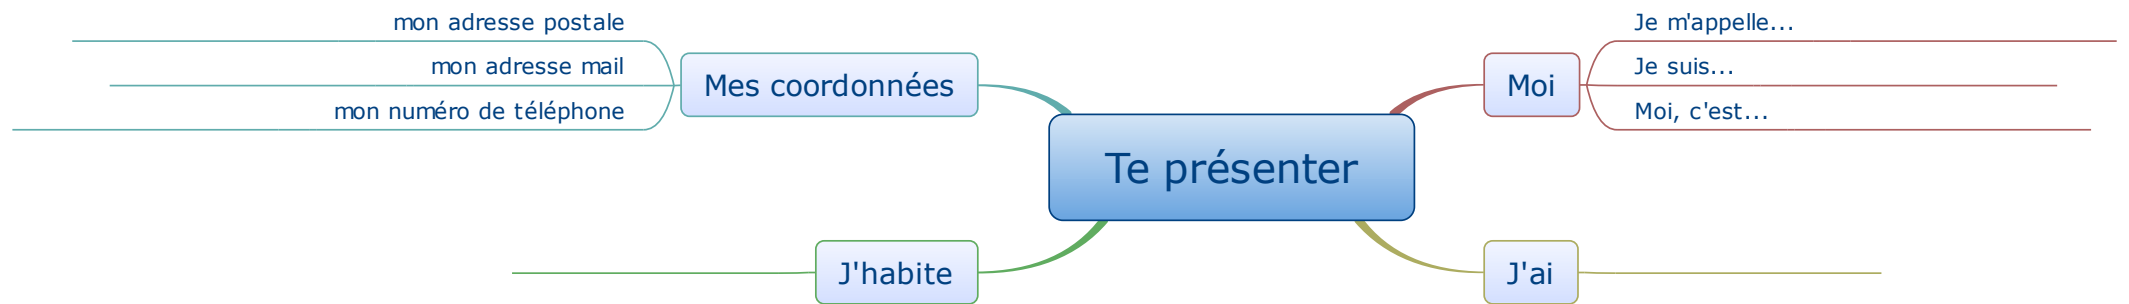 mon adresse postale
mon adresse mail
mon numéro de téléphone
Mes coordonnées
Te présenter
Moi
Je m'appelle...
Je suis...
Moi, c'est...
J'habite
J'ai